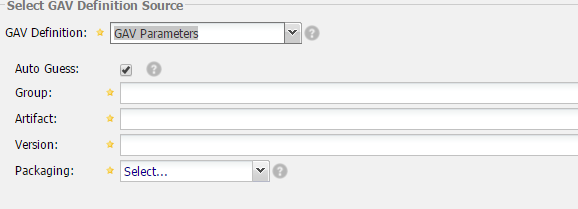 Select GAV Definition Source
GAV Definition: GAV Parameters ?
Auto Guess: ?
Group:
Artifact:
Version:
Packaging: Select... ?